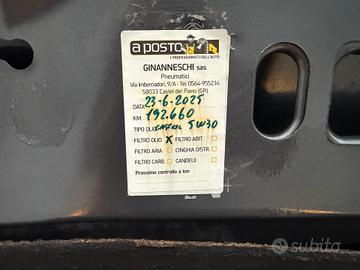 a posto
I PROFESSIONISTI DELL'AUTO
GINANNESCHI sas
Pneumatici
Via Imberciadori, 9/A - Tel. 0564-955234
58033 Castel del Piano (GR)
DATA 23-6-2025
KM 192.660
TIPO OLIO CASTROL 5W30
FILTRO OLIO X FILTRO ABIT.
FILTRO ARIA CINGHIA DISTR.
FILTRO CARB. CANDELE
Prossimo controllo a km
subito.it